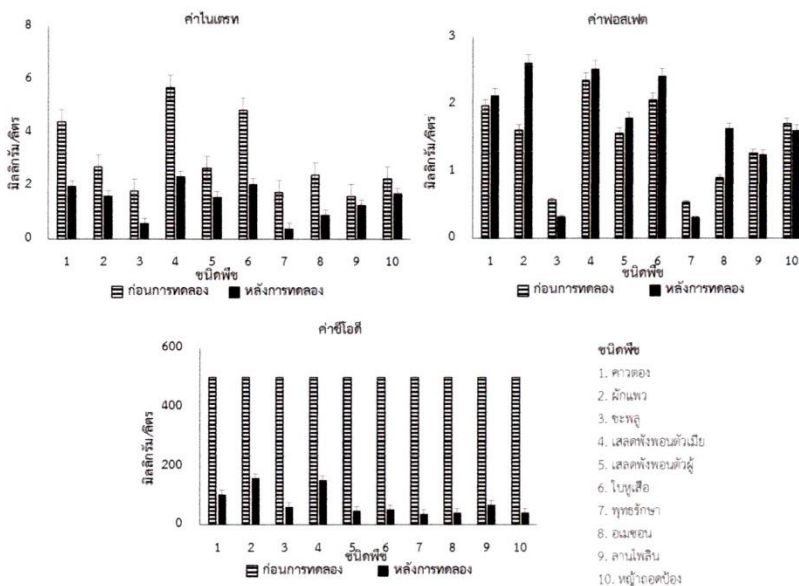 ค่าไนเตรท
8
6
4
2
0
มิลลิกรัม/ลิตร
1 2 3 4 5 6 7 8 9 10
ชนิดพืช
ก่อนการทดลอง หลังการทดลอง
ค่าฟอสเฟต
3
2
1
0
มิลลิกรัม/ลิตร
1 2 3 4 5 6 7 8 9 10
ชนิดพืช
ก่อนการทดลอง หลังการทดลอง
ค่าซีโอดี
600
400
200
0
มิลลิกรัม/ลิตร
1 2 3 4 5 6 7 8 9 10
ชนิดพืช
ก่อนการทดลอง หลังการทดลอง
ชนิดพืช
1. คาวตอง
2. ผักแพว
3. ชะพลู
4. เสลดพังพอนตัวเมีย
5. เสลดพังพอนตัวผู้
6. ใบหูเสือ
7. พุทธรักษา
8. อเมซอน
9. ลานไพลิน
10. หญ้าถอดป้อง